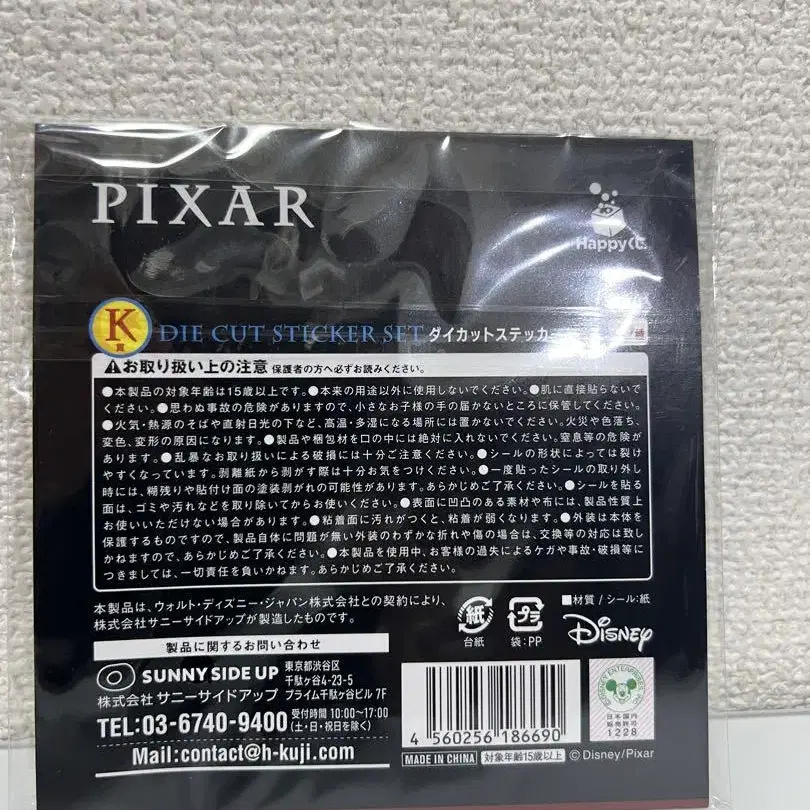 PIXAR
Happyくじ
K賞 DIE CUT STICKER SET ダイカットステッカー
お取り扱い上の注意 保護者の方へ必ずお読みください。
●本製品の対象年齢は15歳以上です。●本来の用途以外に使用しないでください。●肌に直接貼らないで
ください。●思わぬ事故の危険がありますので、小さなお子様の手の届かないところに保管してください。
●火気・熱源のそばや直射日光の下など、高温・多湿になる場所には置かないでください。火災や色落ち、
変色、変形の原因になります。●製品や梱包材を口の中には絶対に入れないでください。窒息等の危険が
あります。●乱暴なお取り扱いによる破損には十分ご注意ください。●シールの形状によっては裂け
やすくなっています。剥離紙から剥がす際は十分お気をつけください。●一度貼ったシールの取り外し
時には、糊残りや貼付け面の塗装剥がれの可能性があります。あらかじめご了承ください。●シールを貼る
面は、ゴミや汚れなどを取り除いてからお使いください。●表面に凹凸のある素材や布には、製品性質上
お使いいただけない場合があります。●粘着面に汚れがつくと、粘着が弱くなります。●外装は本体を
保護するものですので、製品自体に問題が無い外装のわずかな折れや傷の場合は、交換等の対応は致し
かねますので、あらかじめご了承ください。●本製品を使用中、お客様の過失によるケガや事故・破損等に
つきましては、一切責任を負いかねます。あらかじめご了承ください。
本製品は、ウォルト・ディズニー・ジャパン株式会社との契約により、
株式会社サニーサイドアップが製造したものです。
紙
台紙
プラ
袋:PP
■材質/シール:紙
Disney
製品に関するお問い合わせ
SUNNY SIDE UP
株式会社 サニーサイドアップ
東京都渋谷区
千駄ヶ谷4-23-5
プライム千駄ヶ谷ビル 7F
TEL:03-6740-9400
受付時間 10:00〜17:00
(土・日・祝日を除く)
Mail:contact@h-kuji.com
4 560256 186690
MADE IN CHINA 対象年齢15歳以上 ©Disney/Pixar
DISNEY ENTERPRISES, INC.
日本国内
販売許可
1228